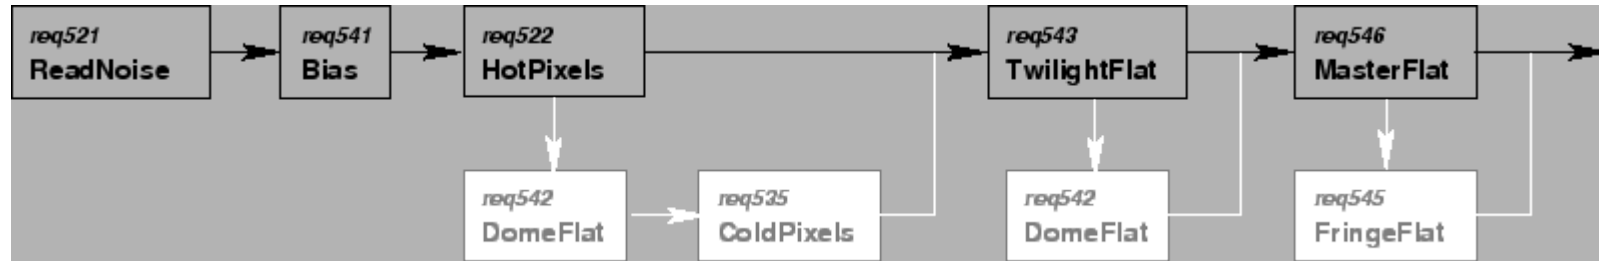 req521
ReadNoise
req541
Bias
req522
HotPixels
req543
TwilightFlat
req546
MasterFlat
req542
DomeFlat
req535
ColdPixels
req542
DomeFlat
req545
FringeFlat